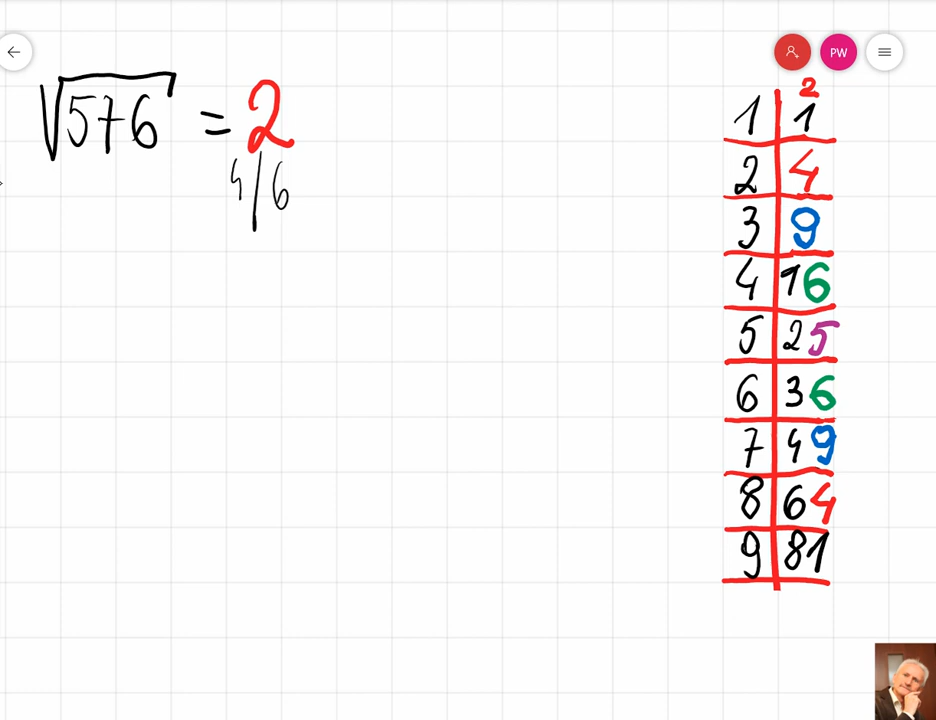 PW
√576 = 2
4/6
2
1 | 1
2 | 4
3 | 9
4 | 16
5 | 25
6 | 36
7 | 49
8 | 64
9 | 81